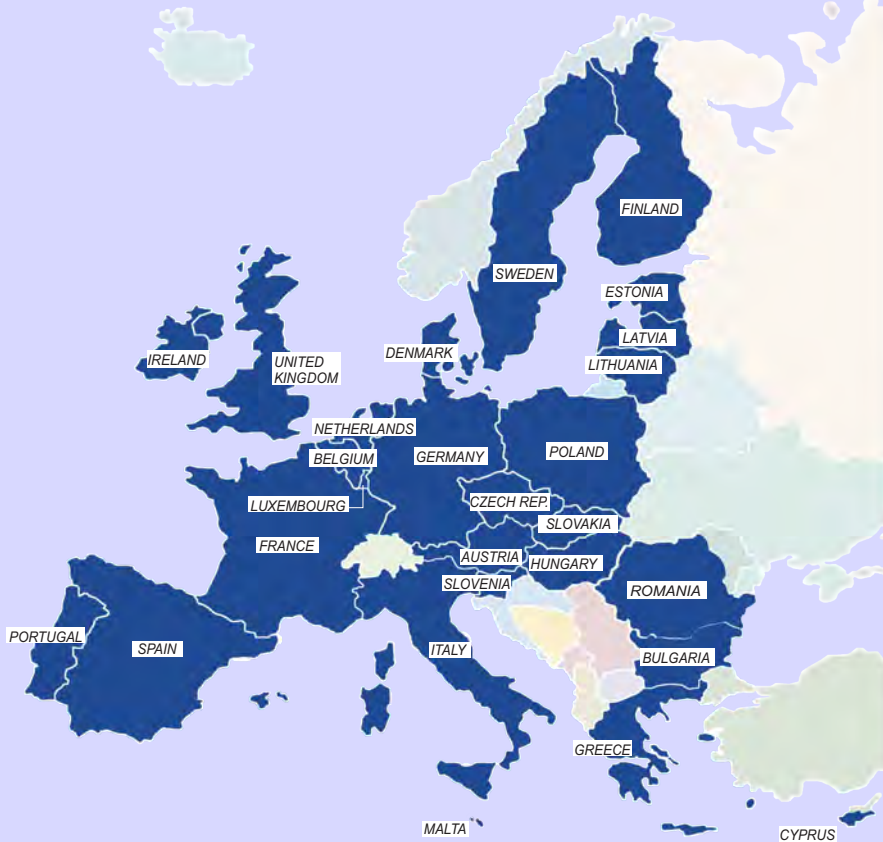 FINLAND
SWEDEN
ESTONIA
LATVIA
LITHUANIA
DENMARK
IRELAND
UNITED
KINGDOM
NETHERLANDS
BELGIUM
GERMANY
POLAND
LUXEMBOURG
CZECH REP.
SLOVAKIA
FRANCE
AUSTRIA
HUNGARY
SLOVENIA
ROMANIA
PORTUGAL
SPAIN
ITALY
BULGARIA
GREECE
MALTA
CYPRUS